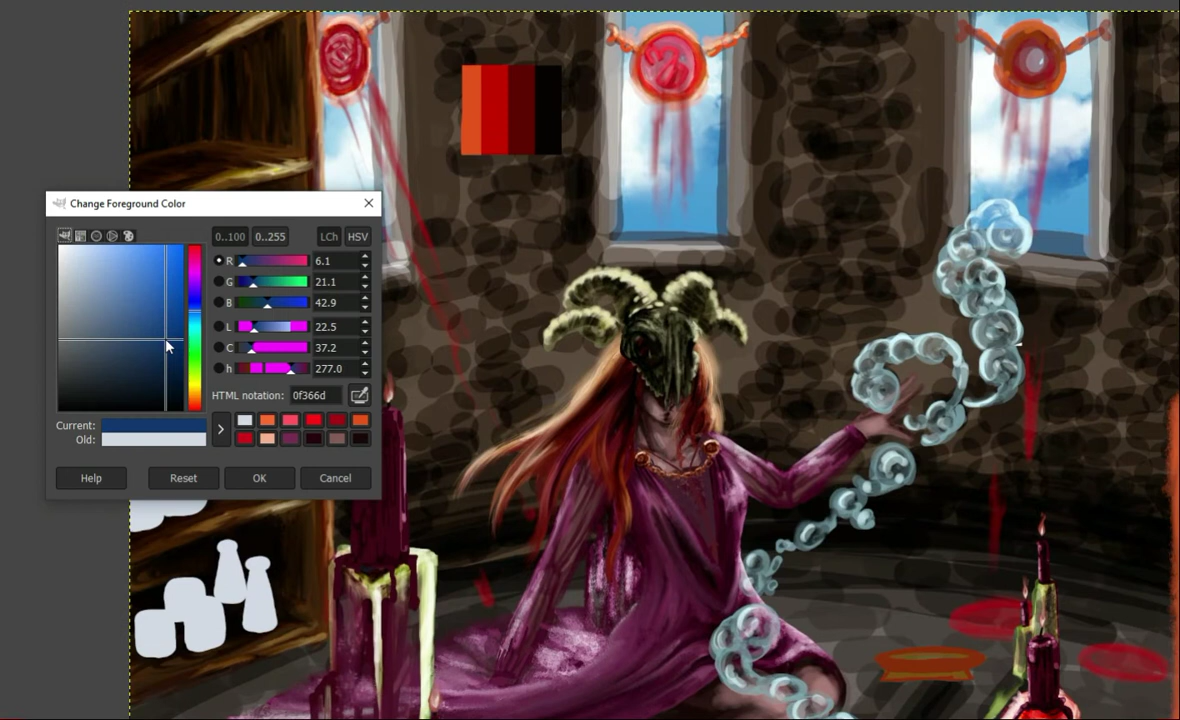 Change Foreground Color
0..100 0..255 LCh HSV
R 6.1
G 21.1
B 42.9
L 22.5
C 37.2
h 277.0
HTML notation: 0f366d
Current:
Old:
Help Reset OK Cancel